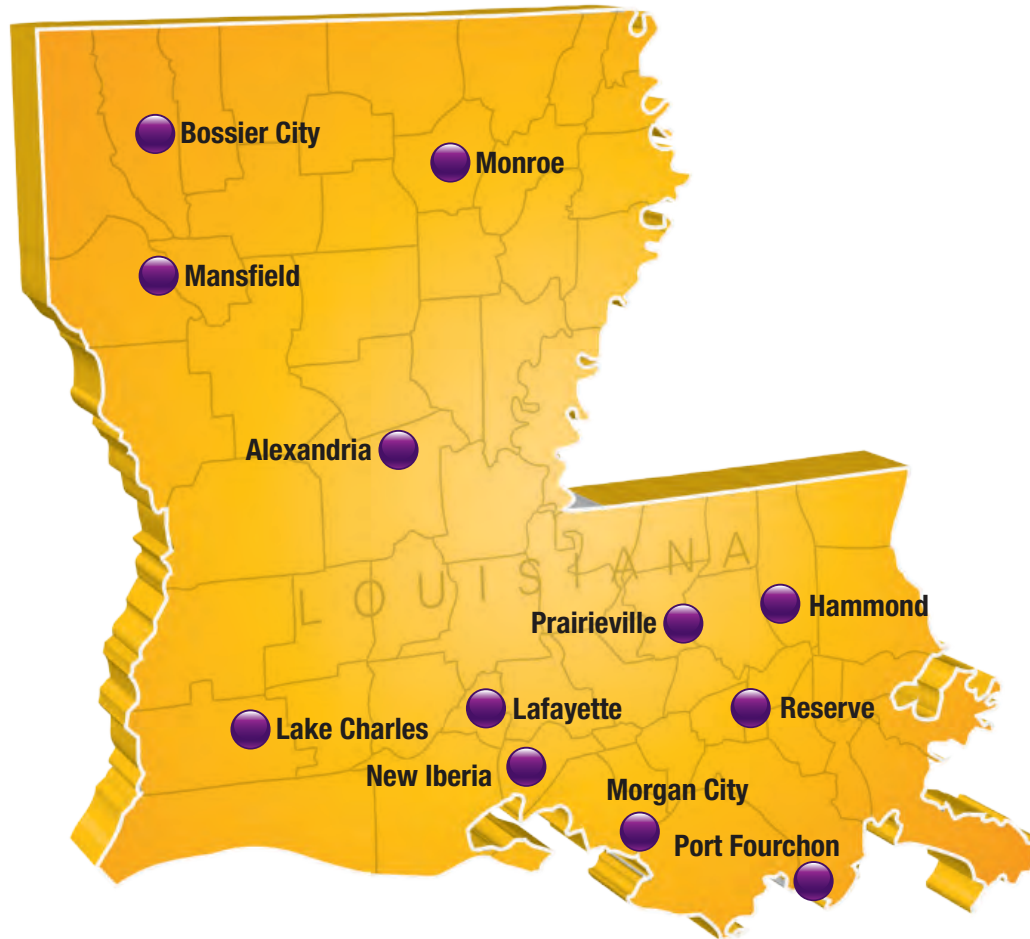 Bossier City
Monroe
Mansfield
Alexandria
LOUISIANA
Hammond
Prairieville
Lafayette
Reserve
Lake Charles
New Iberia
Morgan City
Port Fourchon